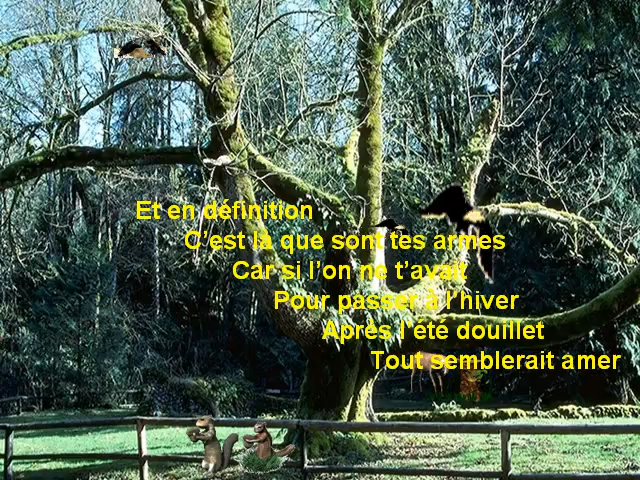 Et en définition
C'est là que sont tes armes
Car si l'on ne t'avait
Pour passer à l'hiver
Après l'été douillet
Tout semblerait amer